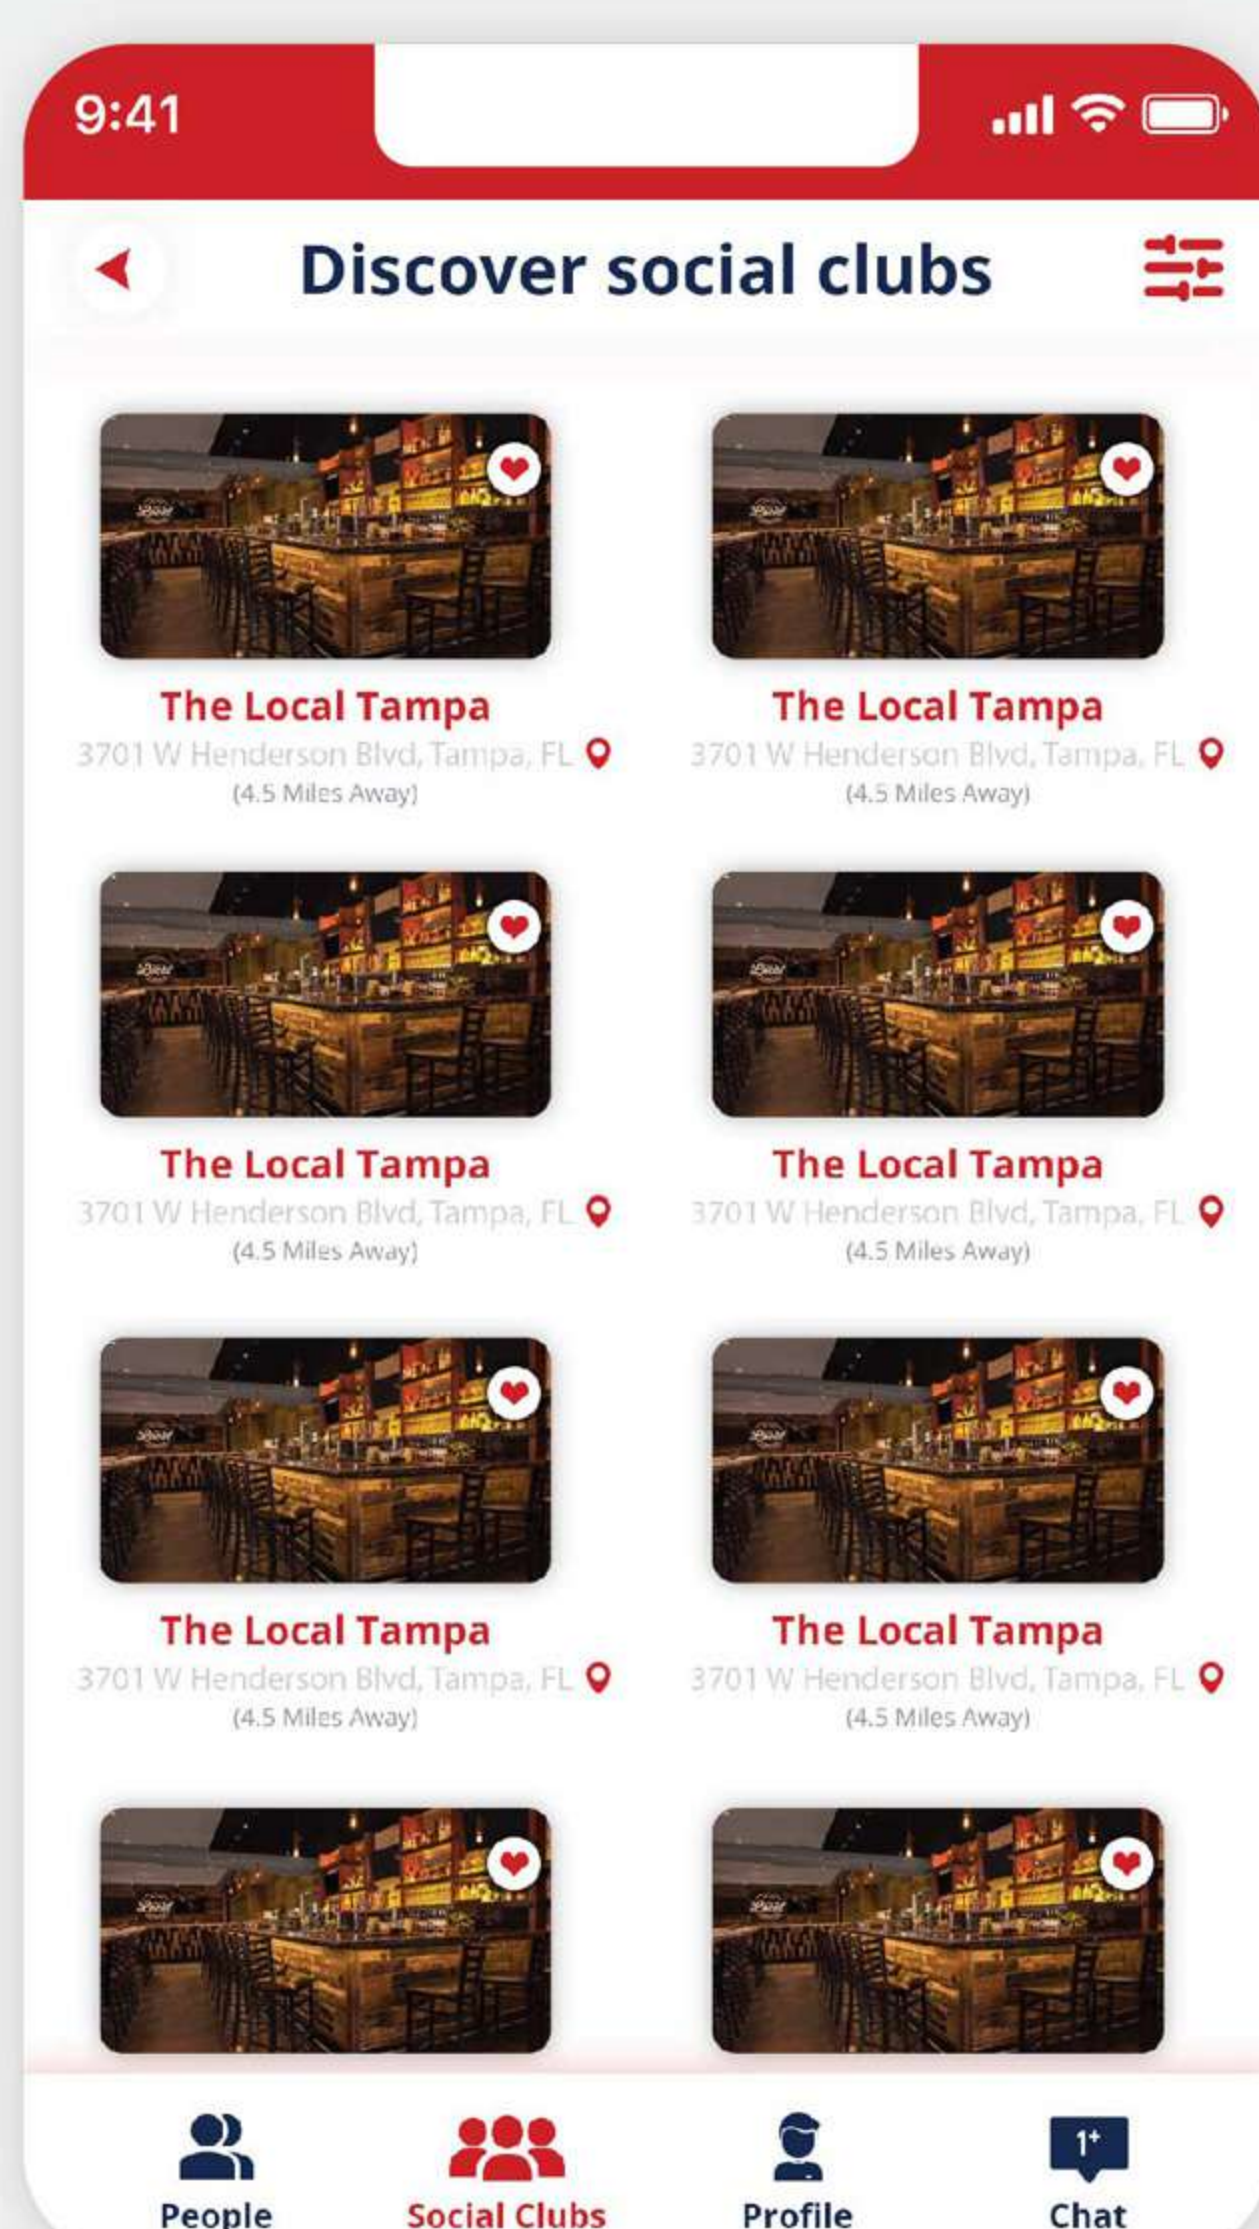 9:41
Discover social clubs
The Local Tampa The Local Tampa
3701 W Henderson Blvd, Tampa, FL 3701 W Henderson Blvd, Tampa, FL
(4.5 Miles Away) (4.5 Miles Away)
The Local Tampa The Local Tampa
3701 W Henderson Blvd, Tampa, FL 3701 W Henderson Blvd, Tampa, FL
(4.5 Miles Away) (4.5 Miles Away)
The Local Tampa The Local Tampa
3701 W Henderson Blvd, Tampa, FL 3701 W Henderson Blvd, Tampa, FL
(4.5 Miles Away) (4.5 Miles Away)
1+
People Social Clubs Profile Chat